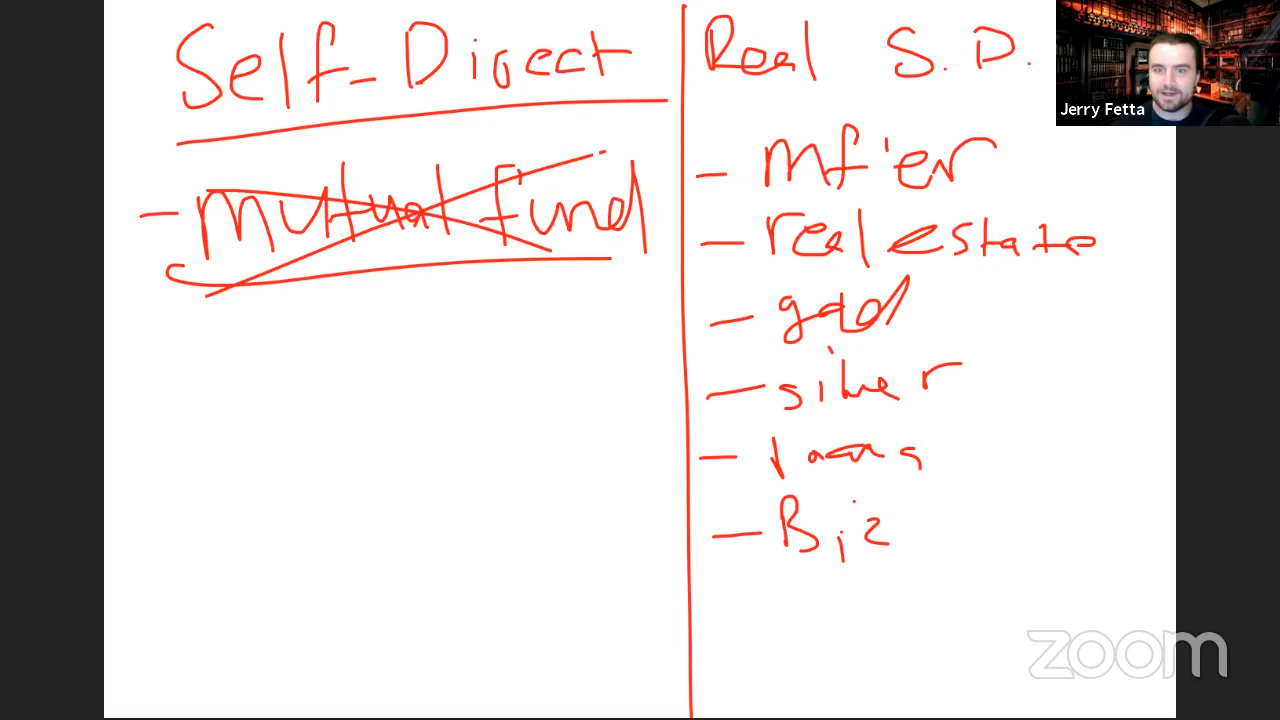 Self-Direct
- mutual fund
Real S.D.
- mf'er
- real estate
- gold
- silver
- loans
- Biz
Jerry Fetta
zoom